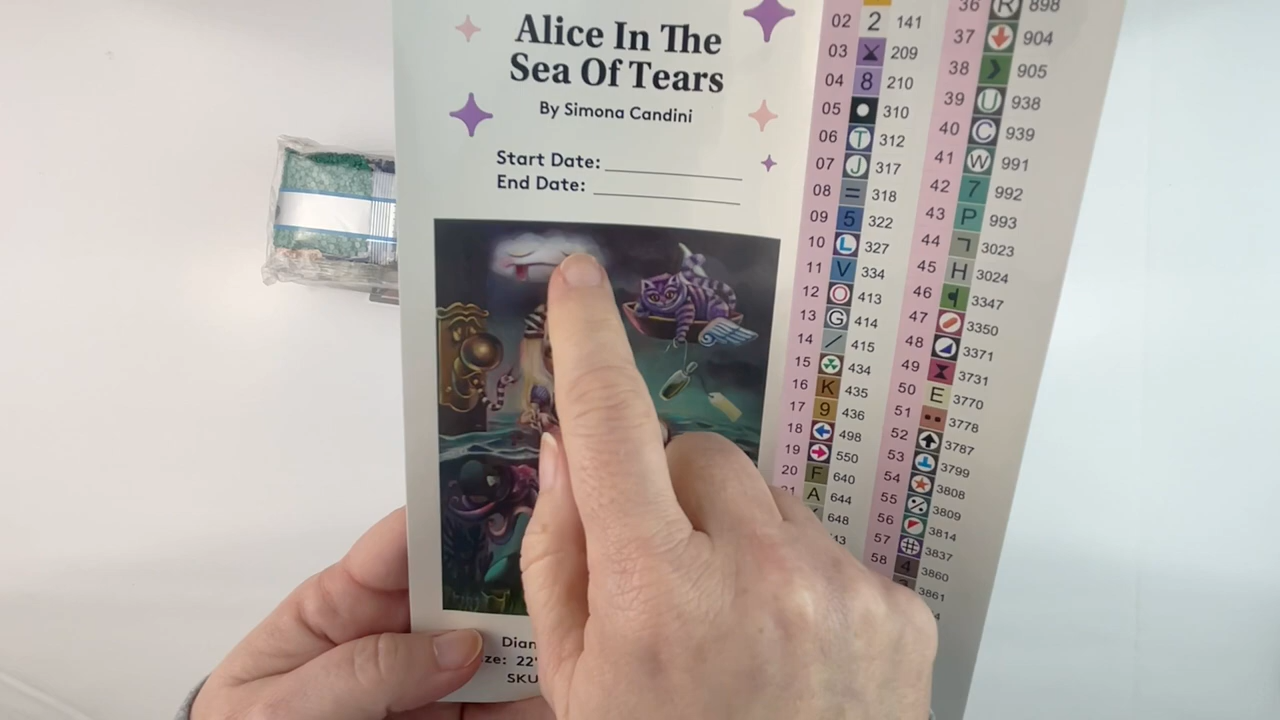 Alice In The
Sea Of Tears
By Simona Candini
Start Date:
End Date:
02 2 141
03 209
04 8 210
05 310
06 T 312
07 J 317
08 = 318
09 5 322
10 L 327
11 V 334
12 O 413
13 G 414
14 / 415
15 434
16 K 435
17 9 436
18 498
19 550
20 F 640
21 A 644
648
36 R 898
37 904
38 905
39 U 938
40 C 939
41 W 991
42 7 992
43 P 993
44 3023
45 H 3024
46 3347
47 3350
48 3371
49 3731
50 E 3770
51 3778
52 3787
53 3799
54 3808
55 3809
56 3814
57 3837
58 4 3860
3861
SKU